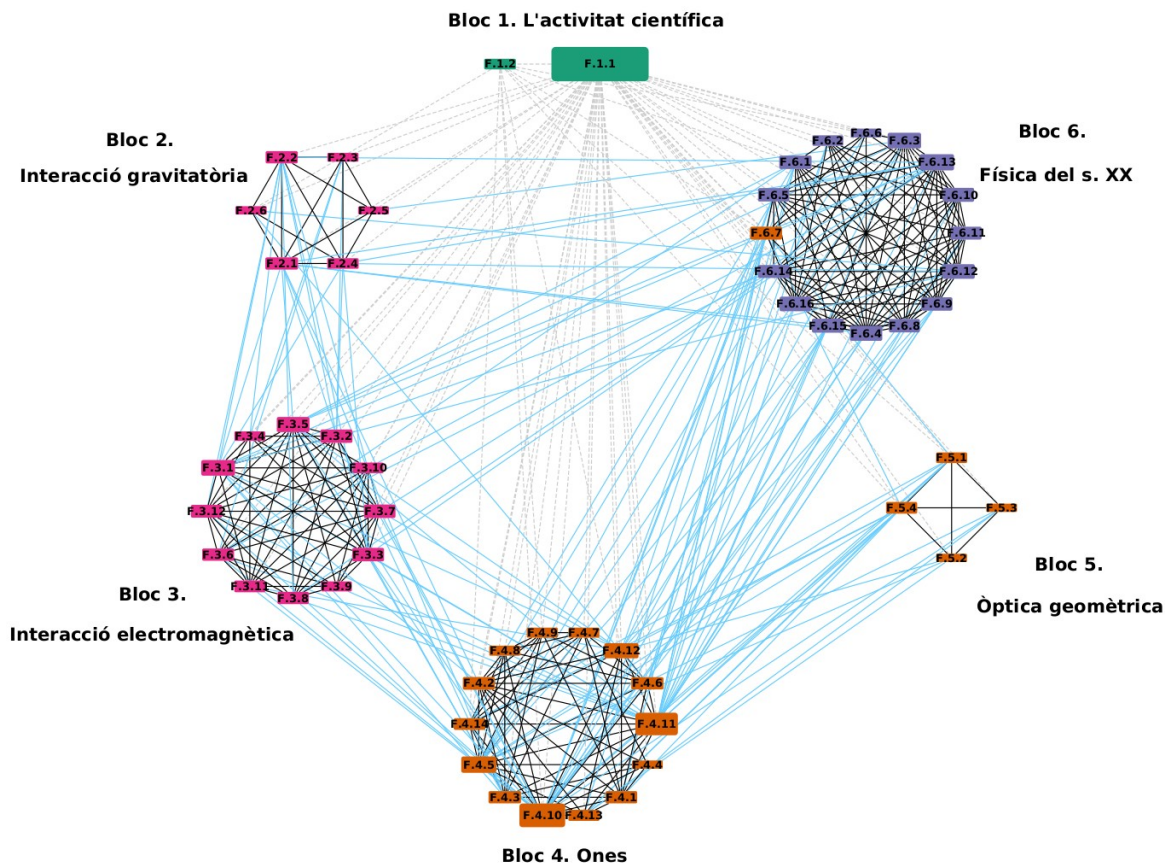 Bloc 1. L'activitat científica
F.1.2
F.1.1
Bloc 2.
Interacció gravitatòria
F.2.2
F.2.3
F.2.6
F.2.5
F.2.1
F.2.4
Bloc 6.
Física del s. XX
F.6.6
F.6.2
F.6.3
F.6.1
F.6.13
F.6.5
F.6.10
F.6.7
F.6.11
F.6.14
F.6.12
F.6.16
F.6.9
F.6.15
F.6.8
F.6.4
F.3.5
F.3.4
F.3.2
F.3.1
F.3.10
F.3.12
F.3.7
F.3.6
F.3.3
F.3.11
F.3.9
F.3.8
Bloc 3.
Interacció electromagnètica
F.5.1
F.5.4
F.5.3
F.5.2
Bloc 5.
Òptica geomètrica
F.4.9
F.4.7
F.4.8
F.4.12
F.4.2
F.4.6
F.4.14
F.4.11
F.4.5
F.4.4
F.4.3
F.4.1
F.4.10
F.4.13
Bloc 4. Ones